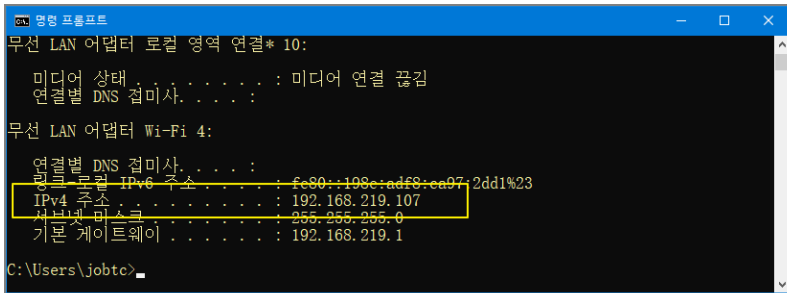 명령 프롬프트
무선 LAN 어댑터 로컬 영역 연결* 10:
미디어 상태 . . . . . . . . : 미디어 연결 끊김
연결별 DNS 접미사. . . . :
무선 LAN 어댑터 Wi-Fi 4:
연결별 DNS 접미사. . . . :
링크-로컬 IPv6 주소 . . . . : fe80::198c:adf8:ca97:2dd1%23
IPv4 주소 . . . . . . . . . : 192.168.219.107
서브넷 마스크 . . . . . . . : 255.255.255.0
기본 게이트웨이 . . . . . . : 192.168.219.1
C:\Users\jobtc>